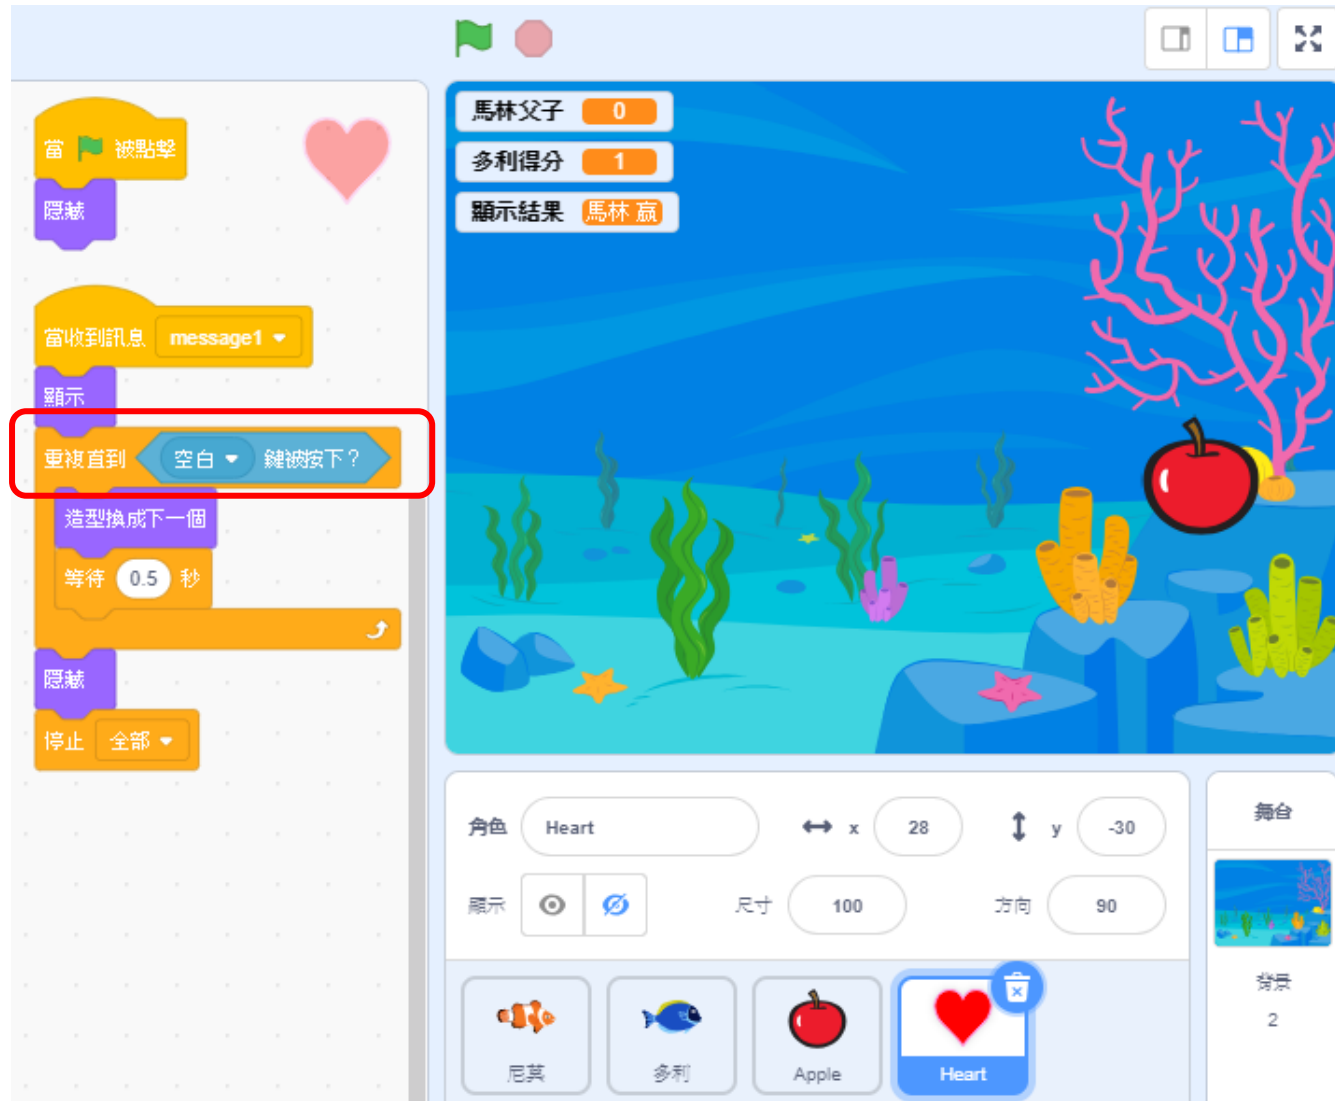 當 被點擊
隱藏
當收到訊息 message1
顯示
重複直到 空白 鍵被按下？
造型換成下一個
等待 0.5 秒
隱藏
停止 全部
馬林父子 0
多利得分 1
顯示結果 馬林 贏
角色 Heart x 28 y -30
顯示 尺寸 100 方向 90
尼莫
多利
Apple
Heart
舞台
背景
2